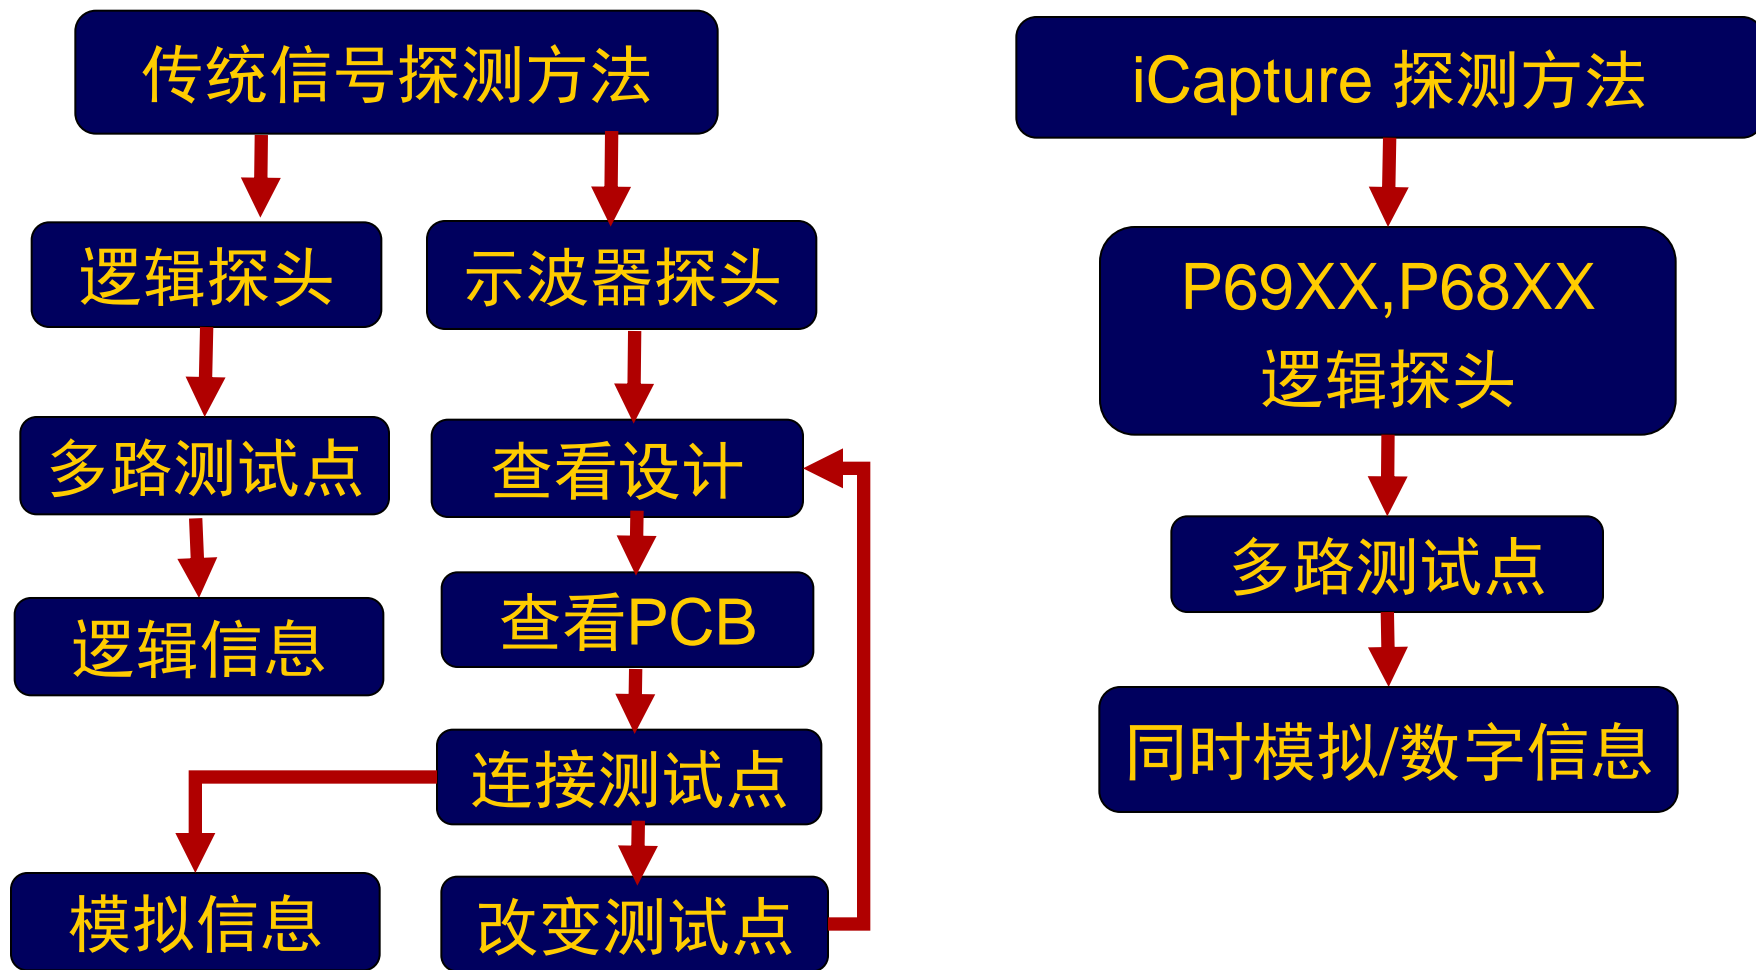 传统信号探测方法
逻辑探头
示波器探头
多路测试点
查看设计
逻辑信息
查看PCB
连接测试点
模拟信息
改变测试点
iCapture 探测方法
P69XX,P68XX
逻辑探头
多路测试点
同时模拟/数字信息